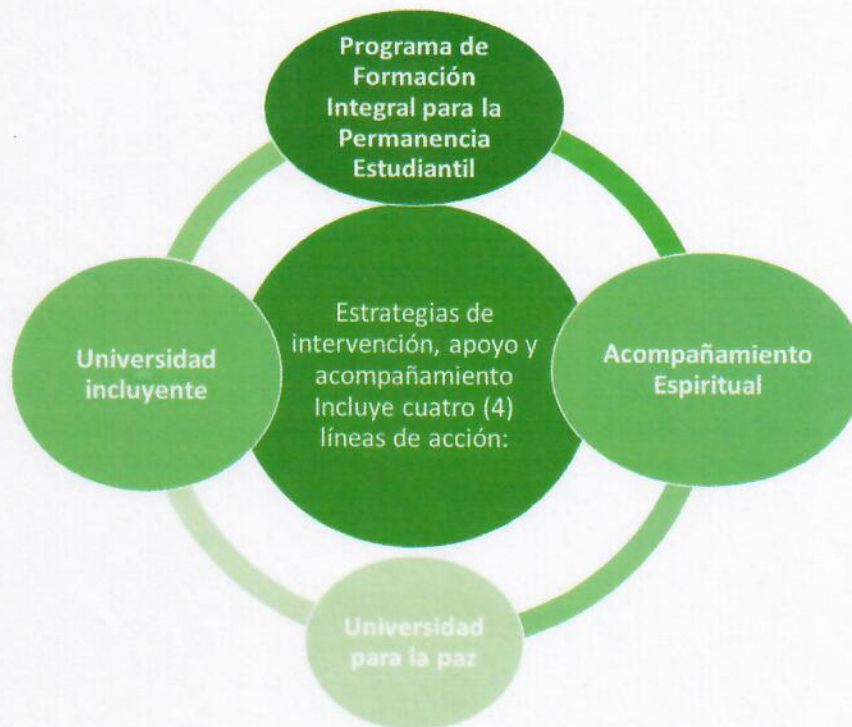 Programa de
Formación
Integral para la
Permanencia
Estudiantil
Estrategias de
intervención, apoyo y
acompañamiento
Incluye cuatro (4)
líneas de acción:
Universidad
incluyente
Acompañamiento
Espiritual
Universidad
para la paz